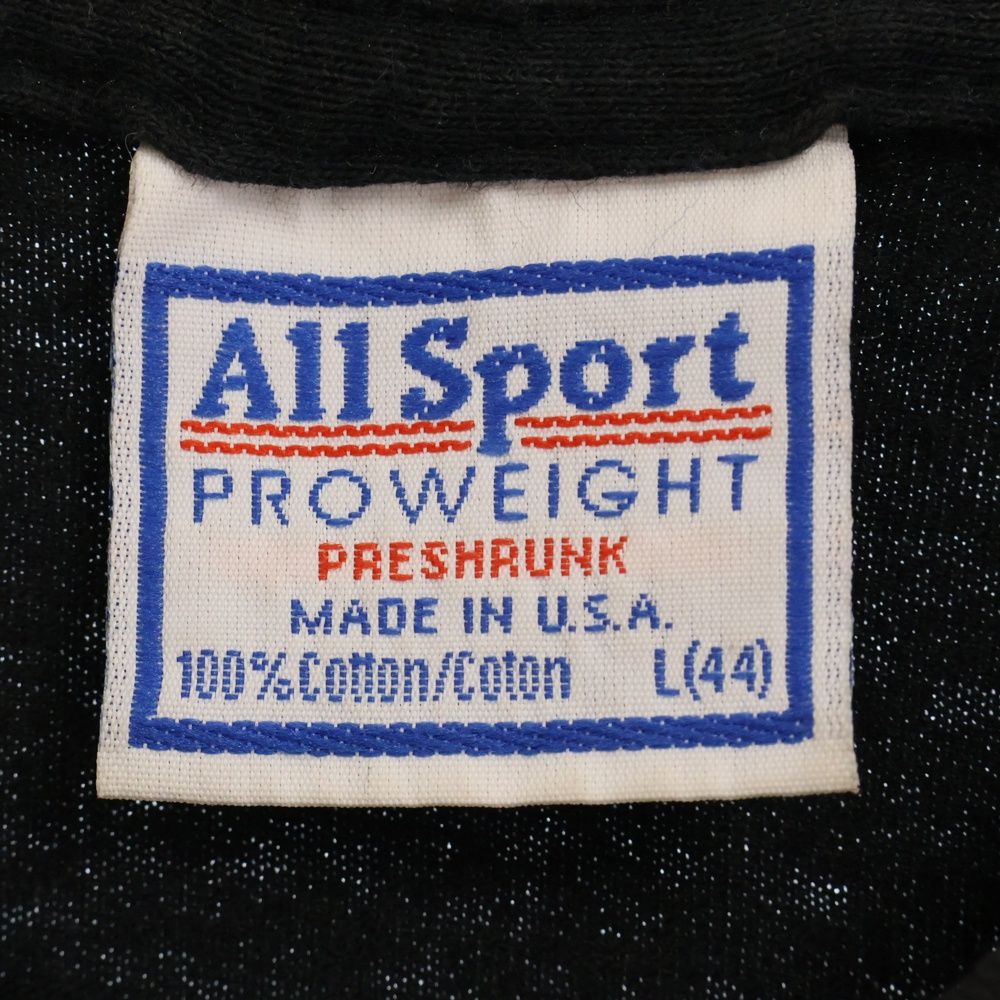 All Sport
PROWEIGHT
PRESHRUNK
MADE IN U.S.A.
100% Cotton/Coton L(44)